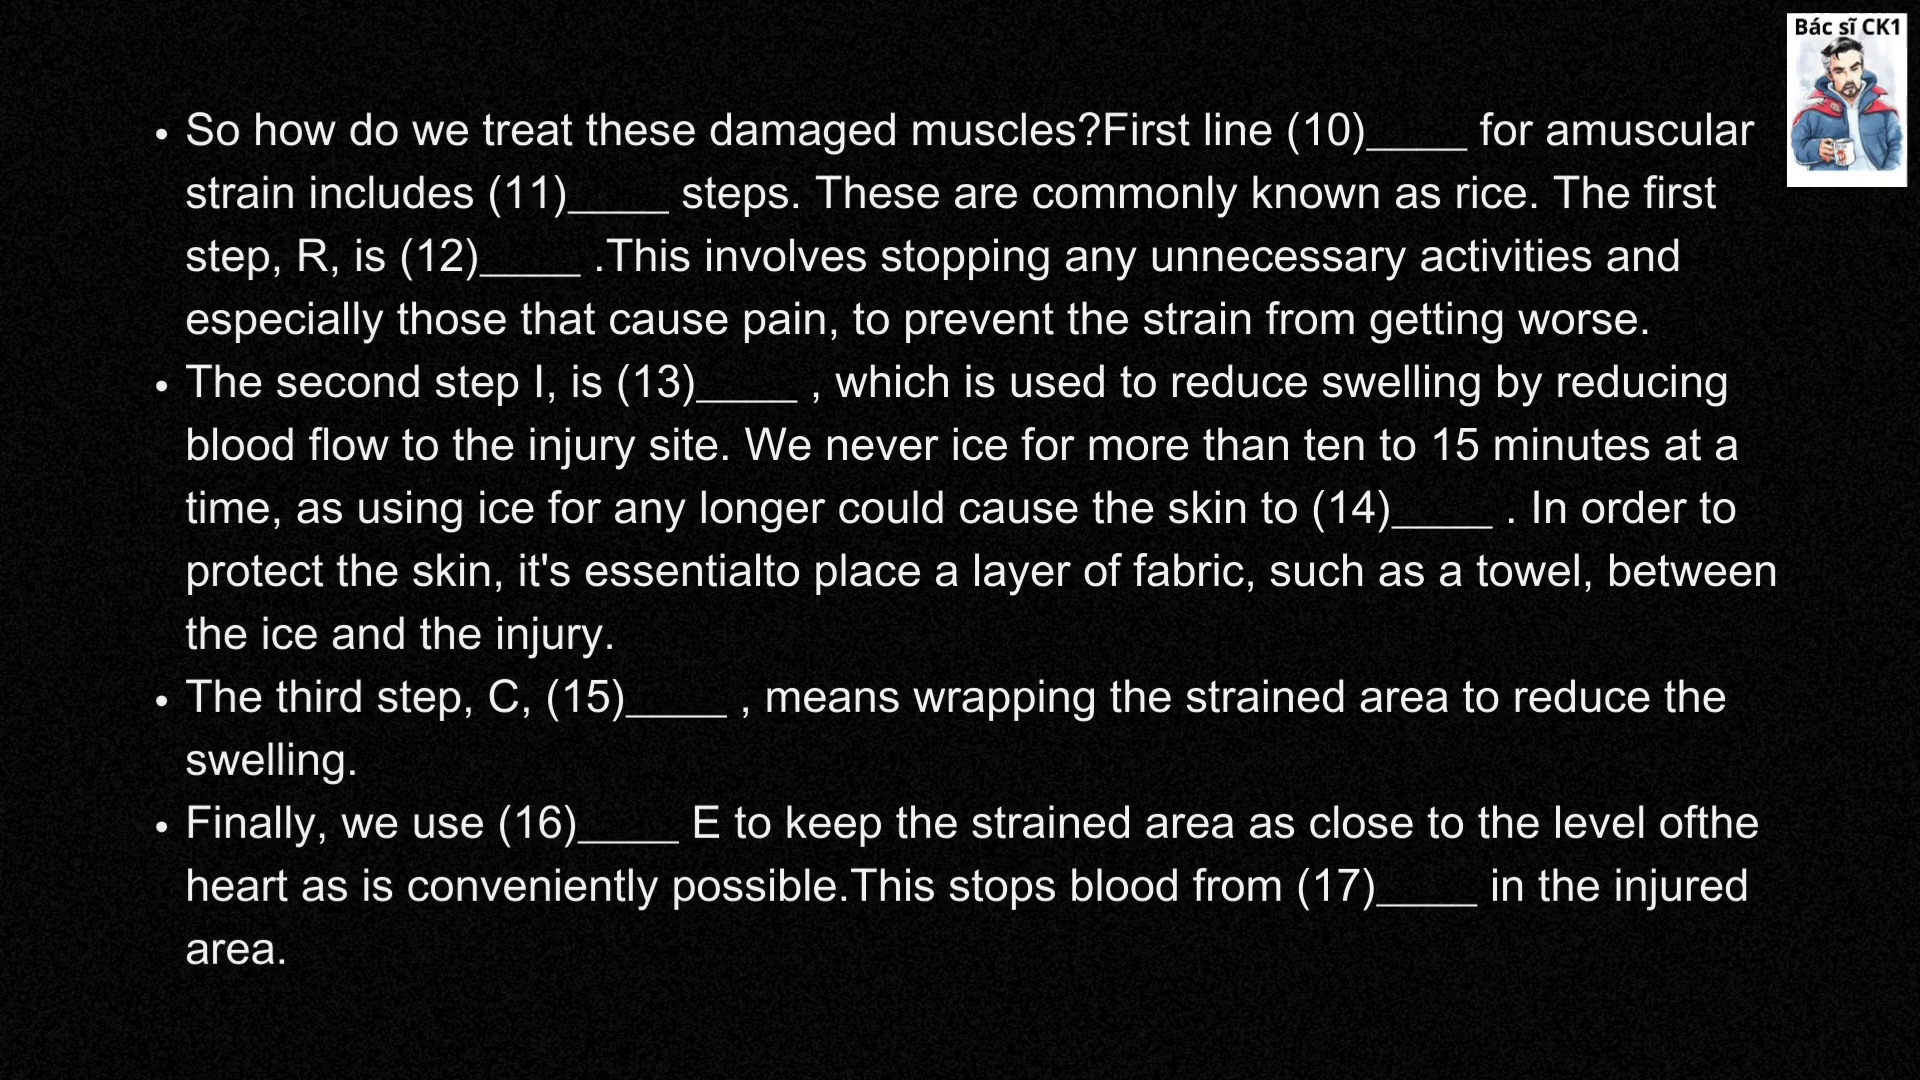 Bác sĩ CK1
• So how do we treat these damaged muscles?First line (10)____ for amuscular
strain includes (11)____ steps. These are commonly known as rice. The first
step, R, is (12)____ .This involves stopping any unnecessary activities and
especially those that cause pain, to prevent the strain from getting worse.
• The second step I, is (13)____ , which is used to reduce swelling by reducing
blood flow to the injury site. We never ice for more than ten to 15 minutes at a
time, as using ice for any longer could cause the skin to (14)____ . In order to
protect the skin, it's essentialto place a layer of fabric, such as a towel, between
the ice and the injury.
• The third step, C, (15)____ , means wrapping the strained area to reduce the
swelling.
• Finally, we use (16)____ E to keep the strained area as close to the level ofthe
heart as is conveniently possible.This stops blood from (17)____ in the injured
area.